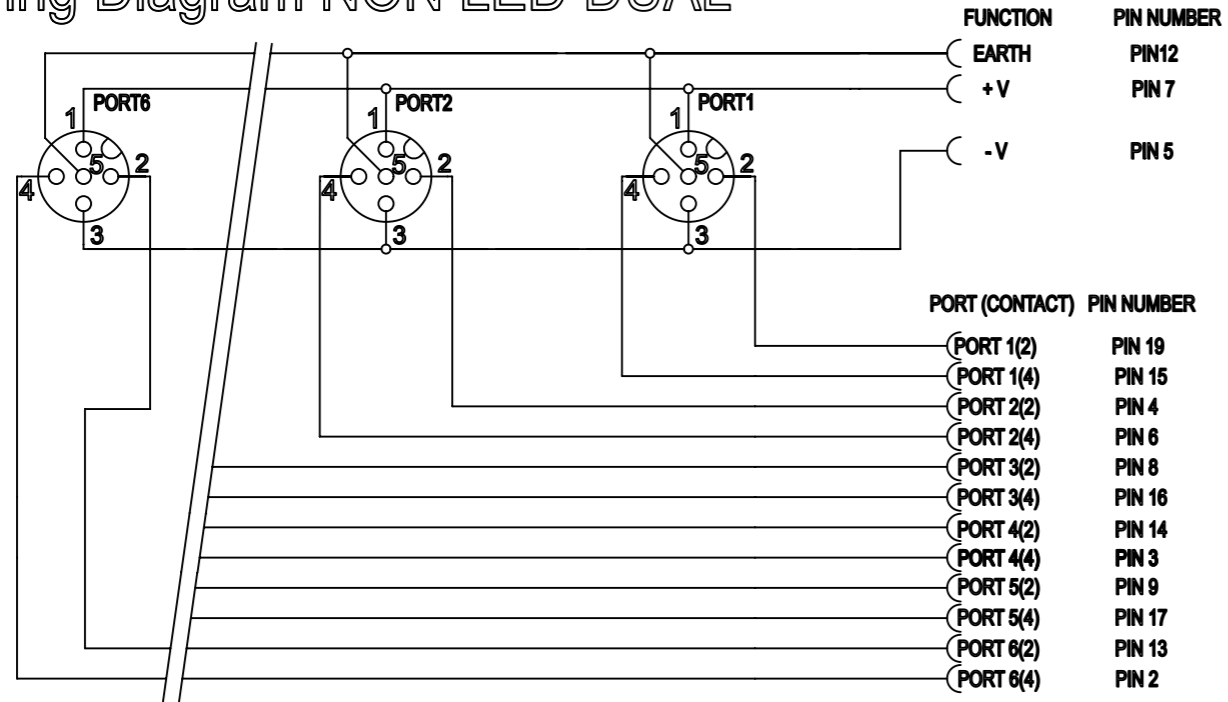 Diagram NON LED DUAL
FUNCTION PIN NUMBER
EARTH PIN12
+ V PIN 7
- V PIN 5
PORT6 PORT2 PORT1
1 1 1
5 2 5 2 5 2
4 4 4
3 3 3
PORT (CONTACT) PIN NUMBER
PORT 1(2) PIN 19
PORT 1(4) PIN 15
PORT 2(2) PIN 4
PORT 2(4) PIN 6
PORT 3(2) PIN 8
PORT 3(4) PIN 16
PORT 4(2) PIN 14
PORT 4(4) PIN 3
PORT 5(2) PIN 9
PORT 5(4) PIN 17
PORT 6(2) PIN 13
PORT 6(4) PIN 2